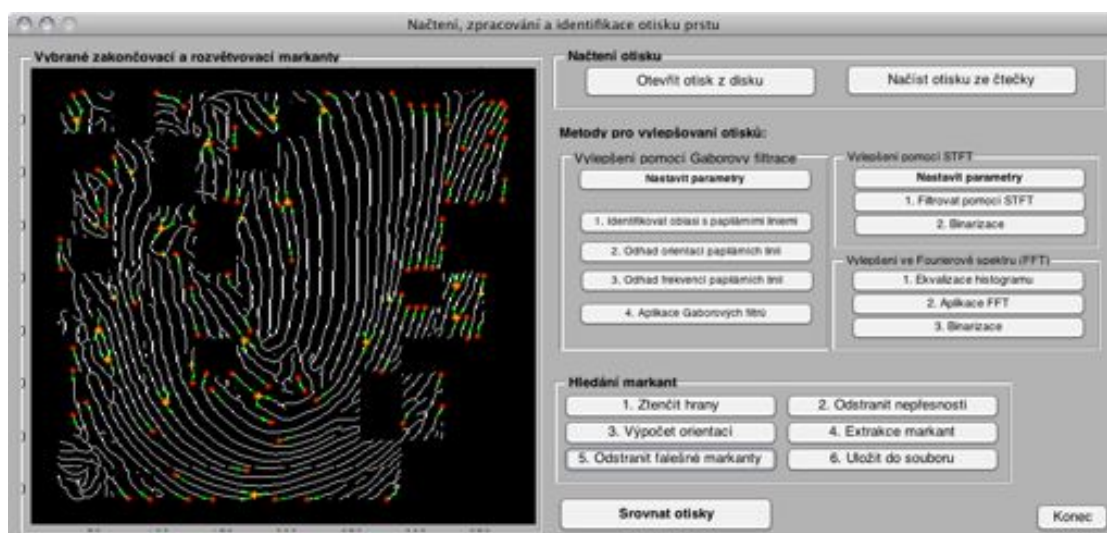 Načtení, zpracování a identifikace otisku prstu
Vybrané zakončovací a rozvětvovací markanty
Načtení otisku
Otevřít otisk z disku
Načíst otisku ze čtečky
Metody pro vylepšovaní otisků:
Vylepšení pomocí Gaborovy filtrace
Nastavit parametry
1. Identifikovat oblasi s papilárními liniemi
2. Odhad orientací papilárních linií
3. Odhad frekvencí papilárních linií
4. Aplikace Gaborových filtrů
Vylepšení pomocí STFT
Nastavit parametry
1. Filtrovat pomocí STFT
2. Binarizace
Vylepšení ve Fourierově spektru (FFT)
1. Ekvalizace histogramu
2. Aplikace FFT
3. Binarizace
Hledání markant
1. Ztenčit hrany
2. Odstranit nepřesnosti
3. Výpočet orientací
4. Extrakce markant
5. Odstranit falešné markanty
6. Uložit do souboru
Srovnat otisky
Konec